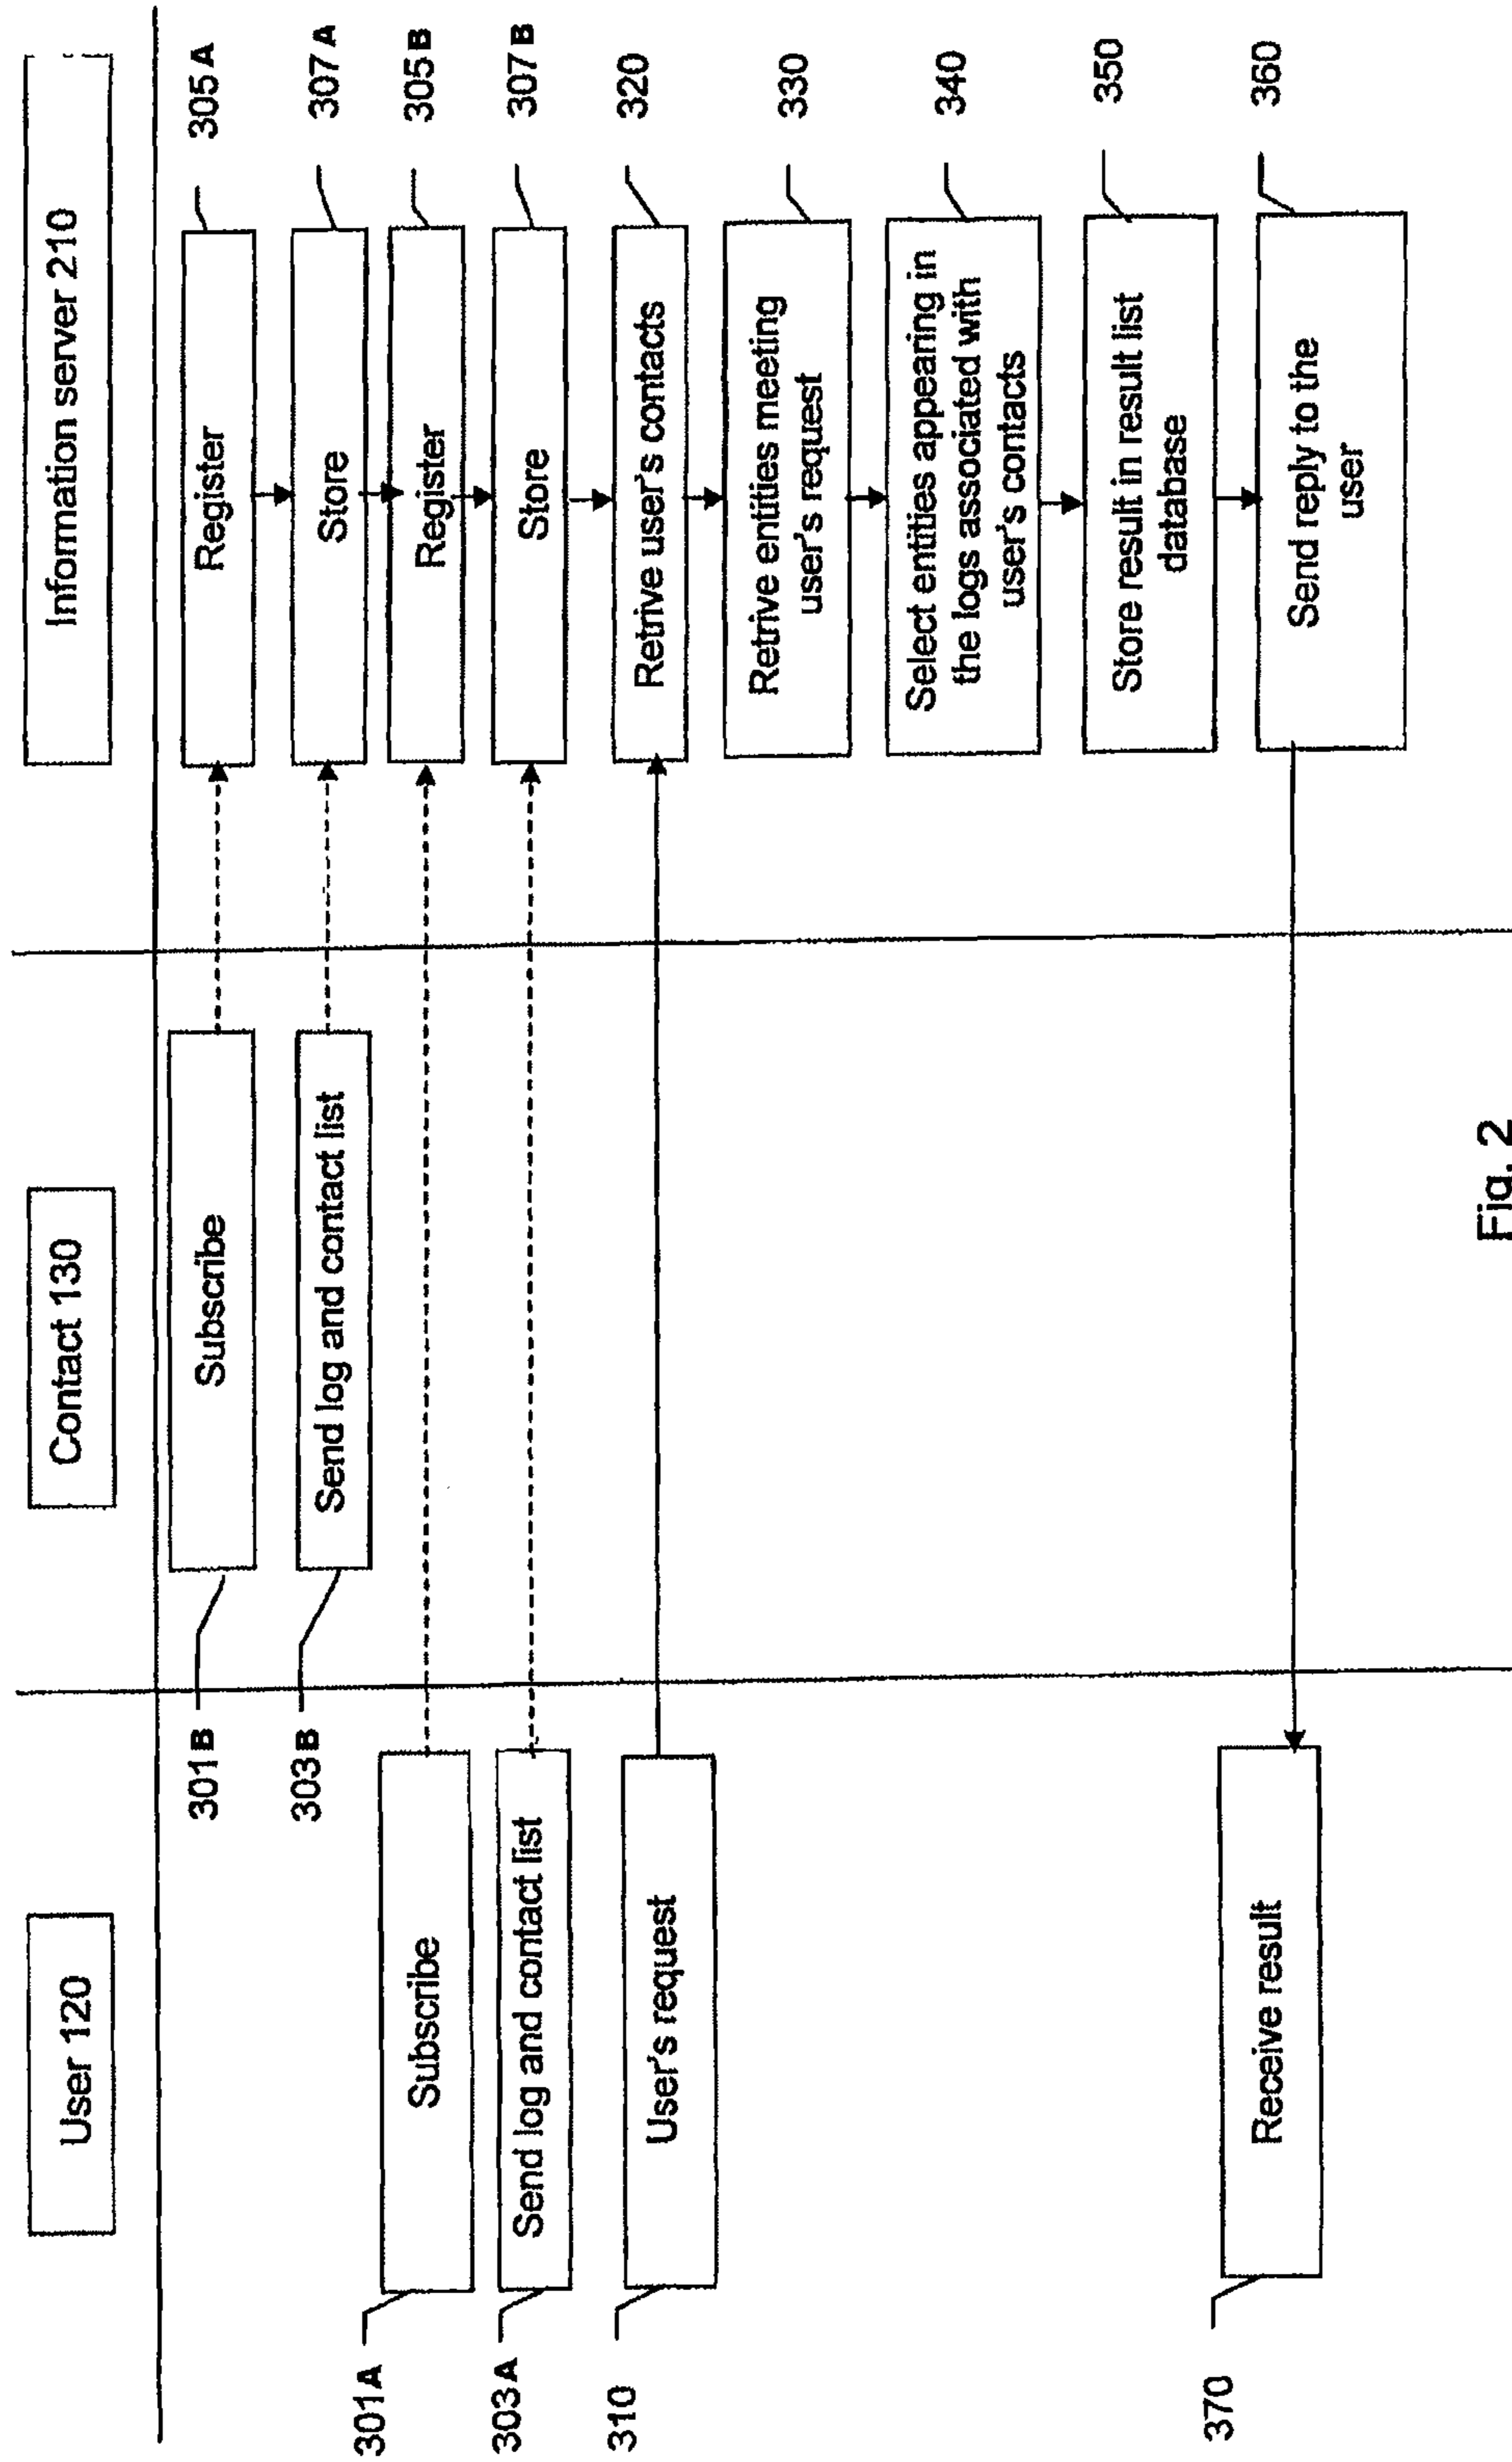 User 120
Contact 130
Information server 210
301 B
Subscribe
Register
305 A
303 B
Send log and contact list
Store
307 A
301 A
Subscribe
Register
305 B
303 A
Send log and contact list
Store
307 B
310
User's request
Retrive user's contacts
320
Retrive entities meeting
user's request
330
Select entities appearing in
the logs associated with
user's contacts
340
Store result in result list
database
350
370
Receive result
Send reply to the
user
360
Fig. 2